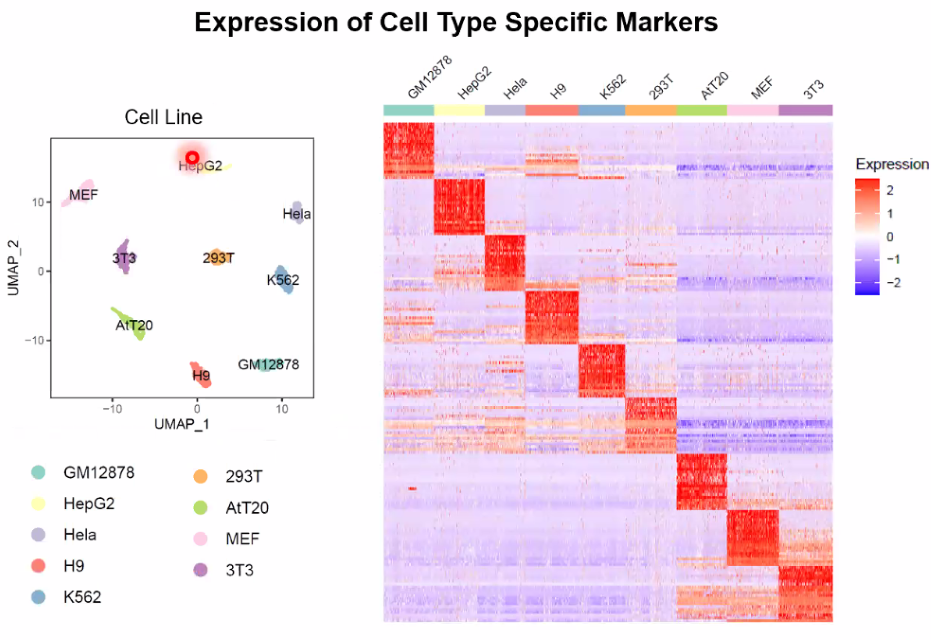 Expression of Cell Type Specific Markers
Cell Line
HepG2
MEF
Hela
3T3
293T
K562
AtT20
H9
GM12878
10
0
−10
UMAP_2
−10
0
10
UMAP_1
GM12878
HepG2
Hela
H9
K562
293T
AtT20
MEF
3T3
GM12878
HepG2
Hela
H9
K562
293T
AtT20
MEF
3T3
Expression
2
1
0
−1
−2